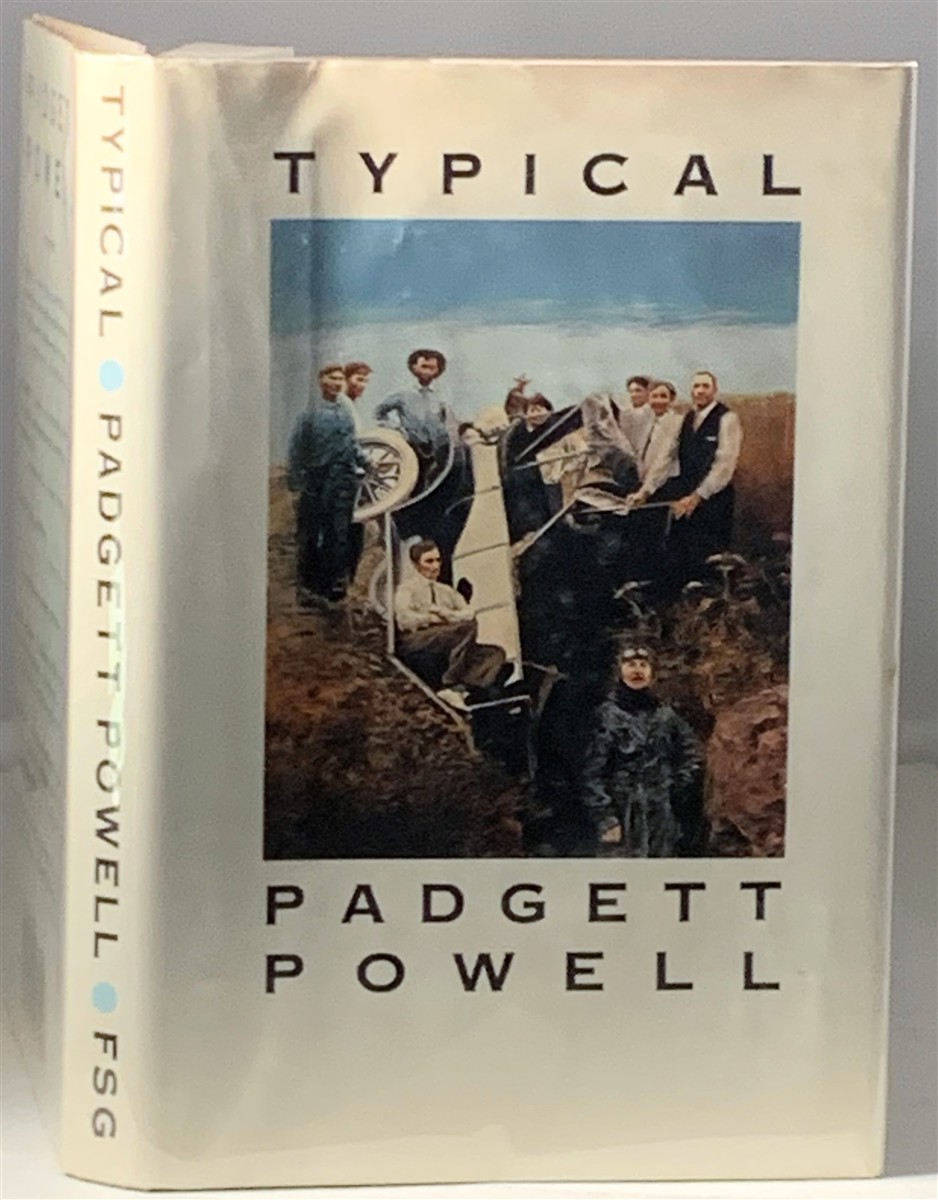 TYPICAL
PADGETT
POWELL
TYPICAL • PADGETT POWELL • FSG